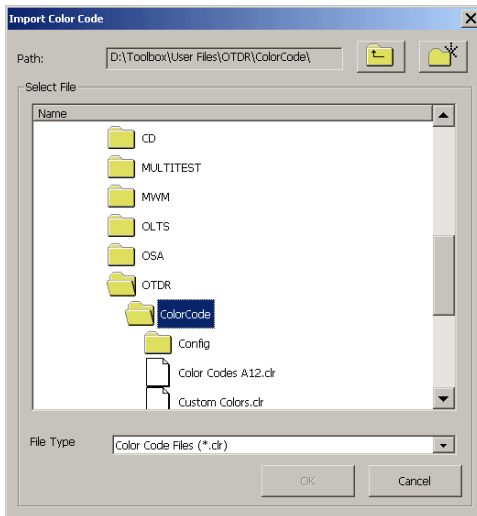 Import Color Code
Path: D:\Toolbox\User Files\OTDR\ColorCode\
Select File
Name
CD
MULTITEST
MWM
OLTS
OSA
OTDR
ColorCode
Config
Color Codes A12.clr
Custom Colors.clr
File Type Color Code Files (*.clr)
OK Cancel